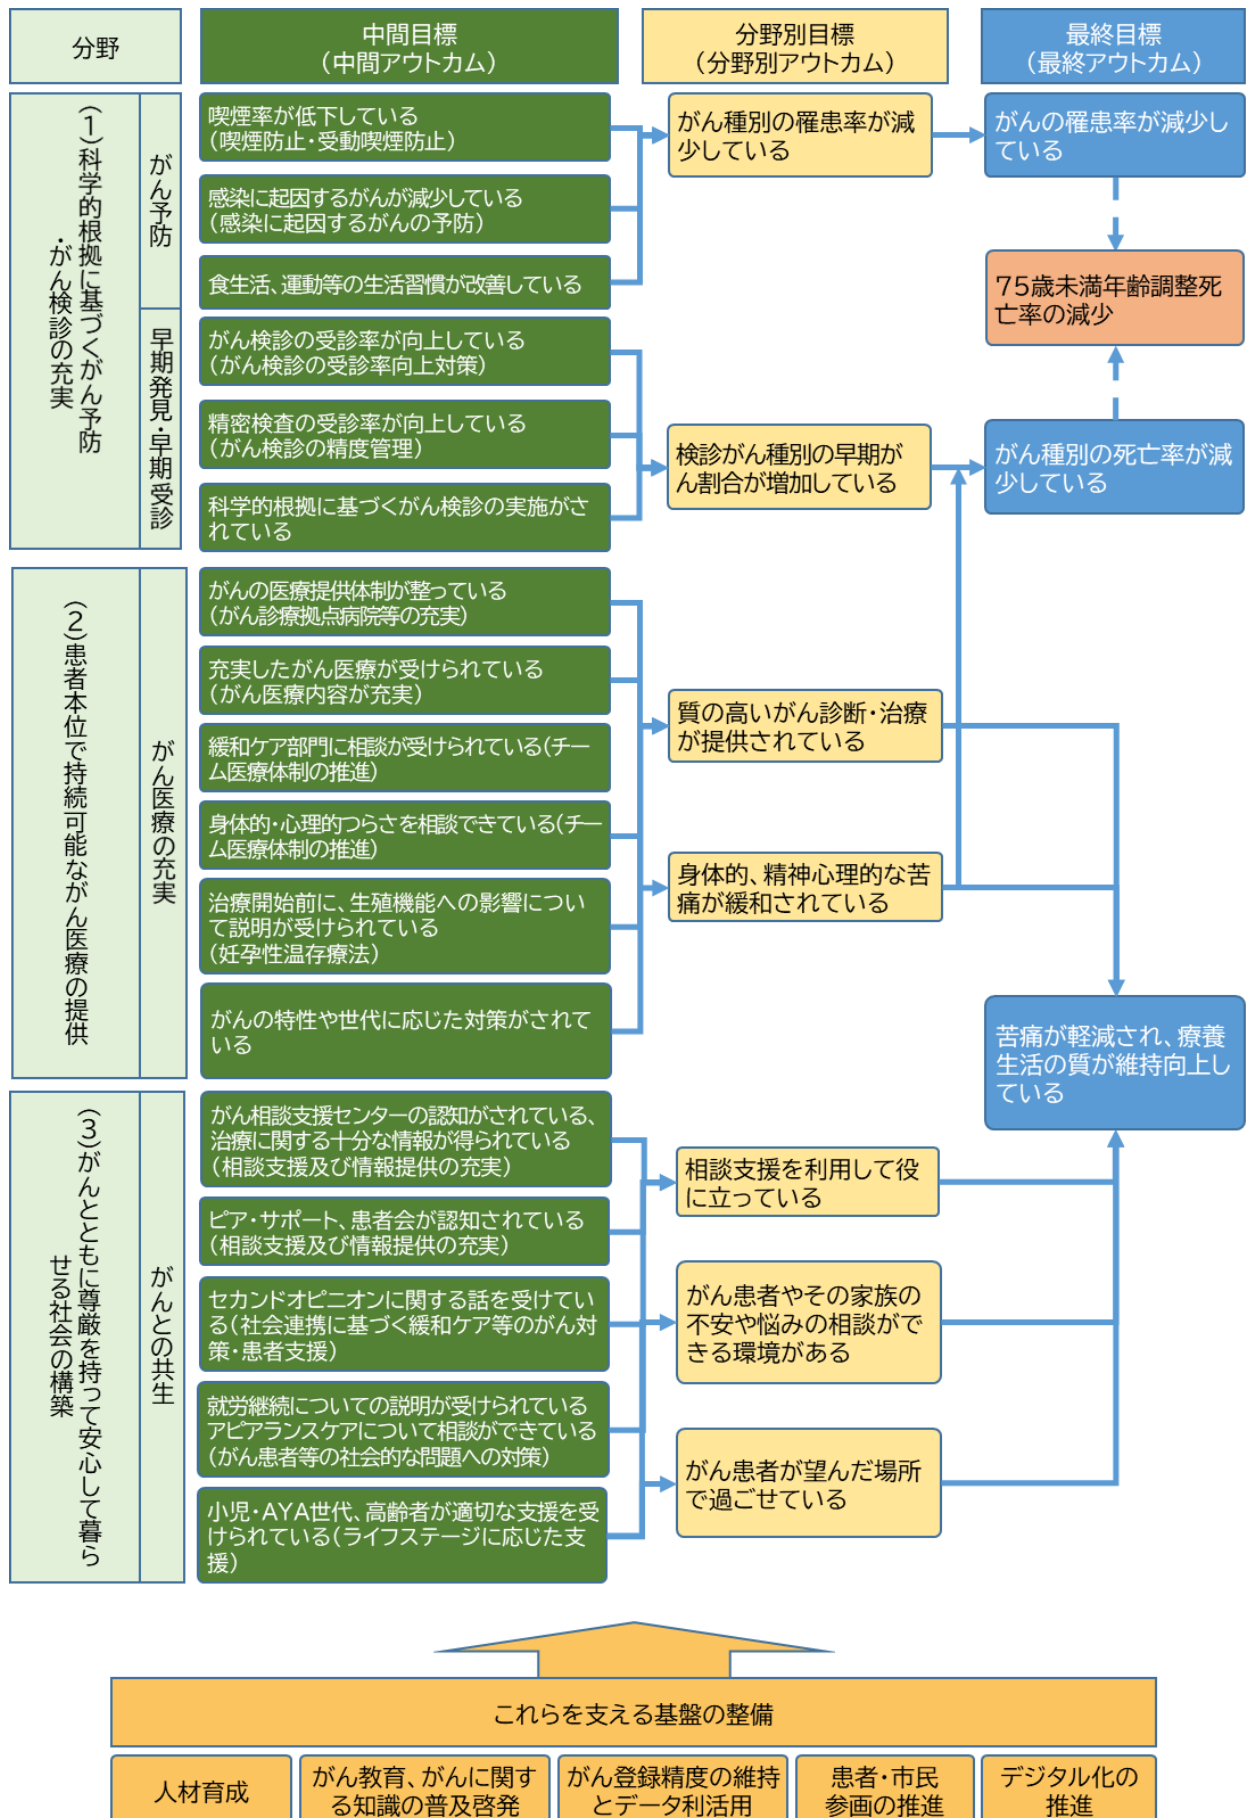 分野
中間目標
（中間アウトカム）
分野別目標
（分野別アウトカム）
最終目標
（最終アウトカム）
（１）科学的根拠に基づくがん予防
・がん検診の充実
がん予防
喫煙率が低下している
（喫煙防止・受動喫煙防止）
感染に起因するがんが減少している
（感染に起因するがんの予防）
食生活、運動等の生活習慣が改善している
早期発見・早期受診
がん検診の受診率が向上している
（がん検診の受診率向上対策）
精密検査の受診率が向上している
（がん検診の精度管理）
科学的根拠に基づくがん検診の実施がさ
れている
がん種別の罹患率が減
少している
検診がん種別の早期が
ん割合が増加している
がんの罹患率が減少し
ている
75歳未満年齢調整死
亡率の減少
がん種別の死亡率が減
少している
（２）患者本位で持続可能ながん医療の提供
がん医療の充実
がんの医療提供体制が整っている
（がん診療拠点病院等の充実）
充実したがん医療が受けられている
（がん医療内容が充実）
緩和ケア部門に相談が受けられている（チー
ム医療体制の推進）
身体的・心理的つらさを相談できている（チー
ム医療体制の推進）
治療開始前に、生殖機能への影響につい
て説明が受けられている
（妊孕性温存療法）
がんの特性や世代に応じた対策がされて
いる
質の高いがん診断・治療
が提供されている
身体的、精神心理的な苦
痛が緩和されている
苦痛が軽減され、療養
生活の質が維持向上し
ている
（３）がんとともに尊厳を持って安心して暮ら
せる社会の構築
がんとの共生
がん相談支援センターの認知がされている、
治療に関する十分な情報が得られている
（相談支援及び情報提供の充実）
ピア・サポート、患者会が認知されている
（相談支援及び情報提供の充実）
セカンドオピニオンに関する話を受けてい
る（社会連携に基づく緩和ケア等のがん対
策・患者支援）
就労継続についての説明が受けられている
アピアランスケアについて相談ができている
（がん患者等の社会的な問題への対策）
小児・AYA世代、高齢者が適切な支援を受
けられている（ライフステージに応じた支
援）
相談支援を利用して役
に立っている
がん患者やその家族の
不安や悩みの相談がで
きる環境がある
がん患者が望んだ場所
で過ごせている
これらを支える基盤の整備
人材育成
がん教育、がんに関す
る知識の普及啓発
がん登録精度の維持
とデータ利活用
患者・市民
参画の推進
デジタル化の
推進